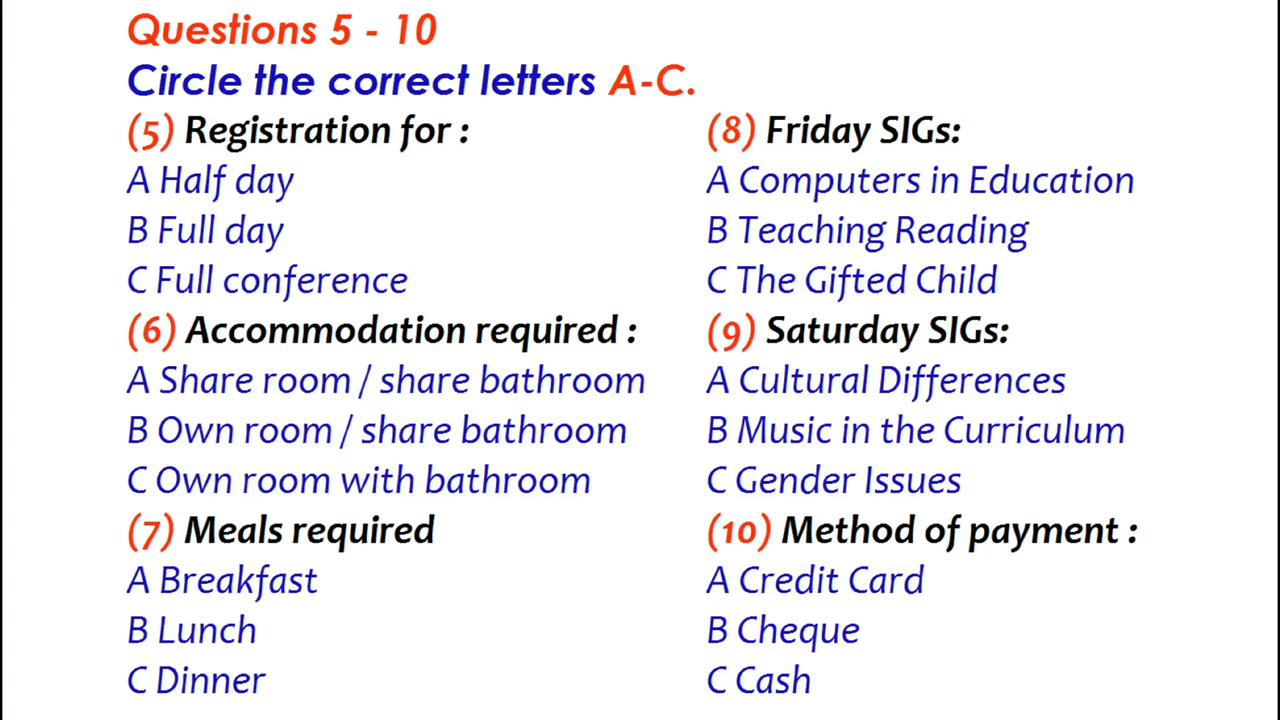 Questions 5 - 10
Circle the correct letters A-C.
(5) Registration for :
A Half day
B Full day
C Full conference
(6) Accommodation required :
A Share room / share bathroom
B Own room / share bathroom
C Own room with bathroom
(7) Meals required
A Breakfast
B Lunch
C Dinner
(8) Friday SIGs:
A Computers in Education
B Teaching Reading
C The Gifted Child
(9) Saturday SIGs:
A Cultural Differences
B Music in the Curriculum
C Gender Issues
(10) Method of payment :
A Credit Card
B Cheque
C Cash